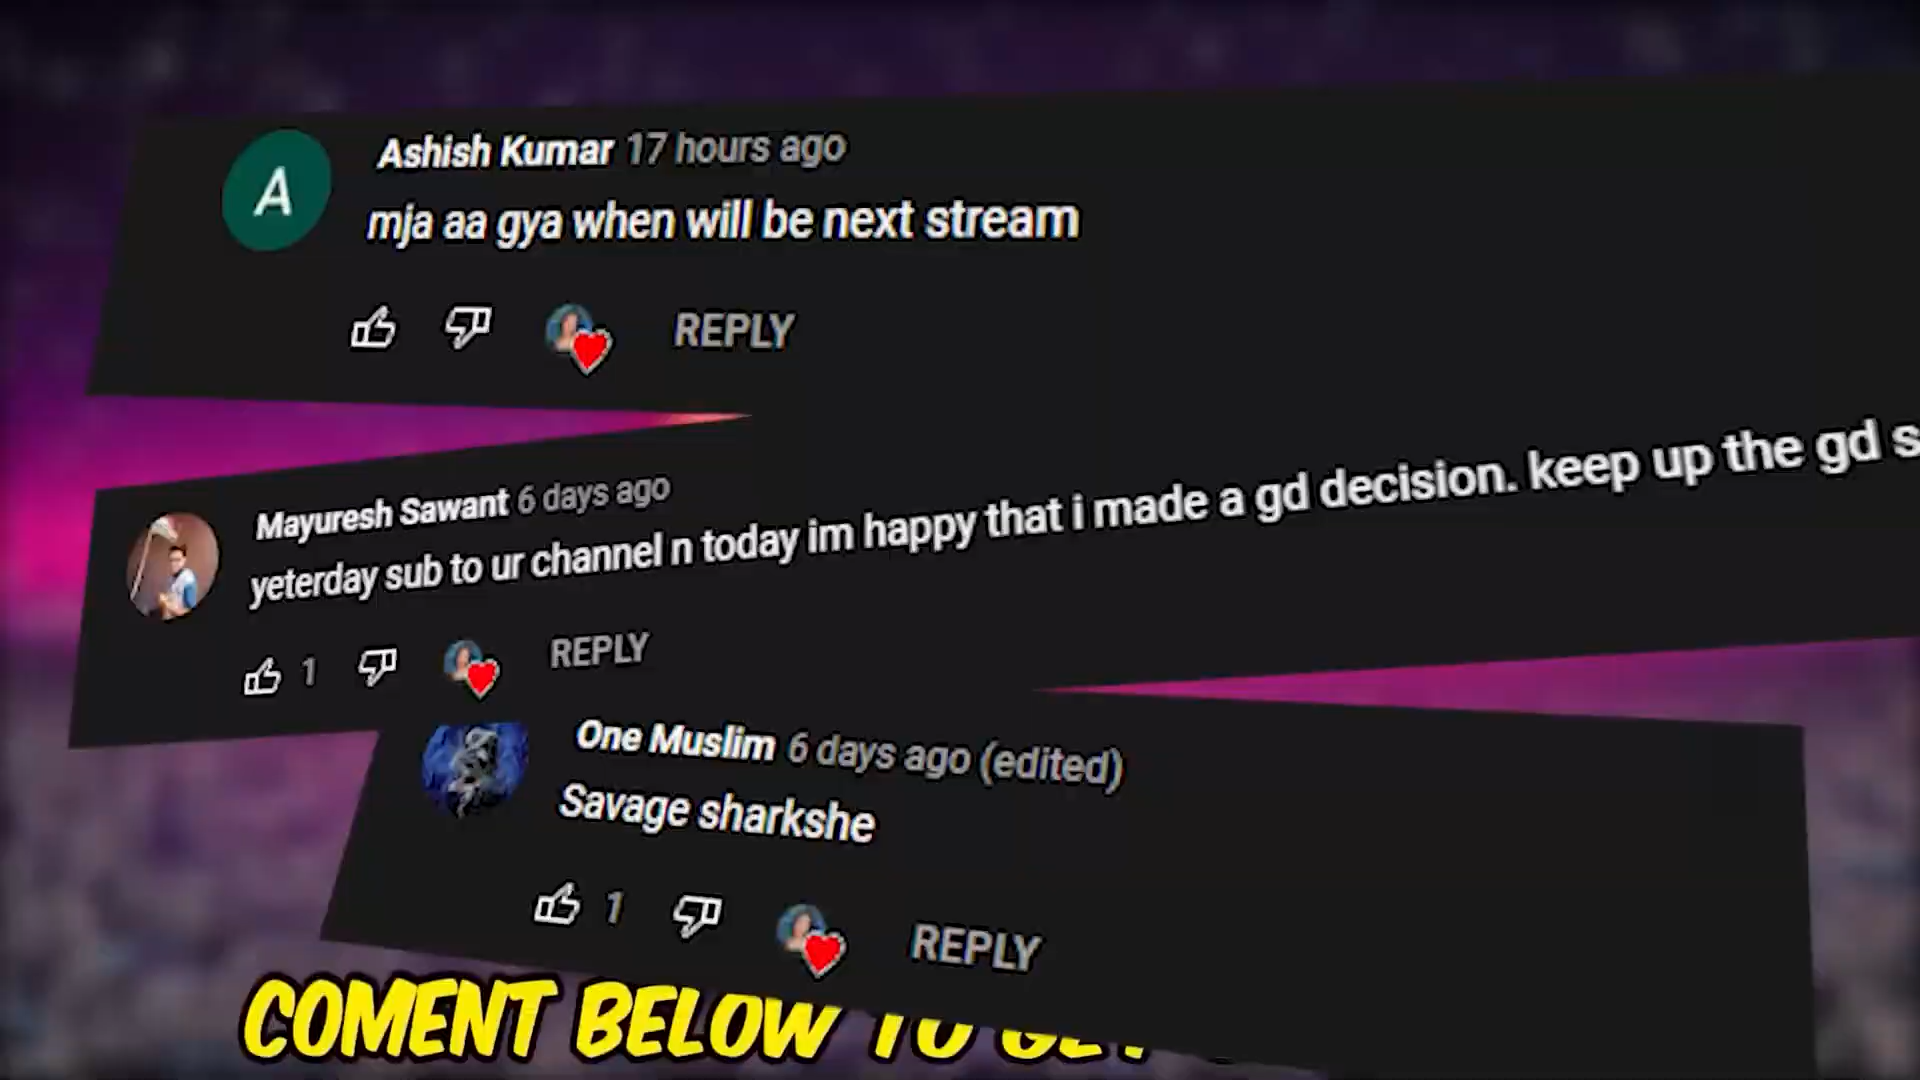 A
Ashish Kumar 17 hours ago
mja aa gya when will be next stream
REPLY
Mayuresh Sawant 6 days ago
yeterday sub to ur channel n today im happy that i made a gd decision. keep up the gd s
1 REPLY
One Muslim 6 days ago (edited)
Savage sharkshe
1 REPLY
COMENT BELOW TO GET